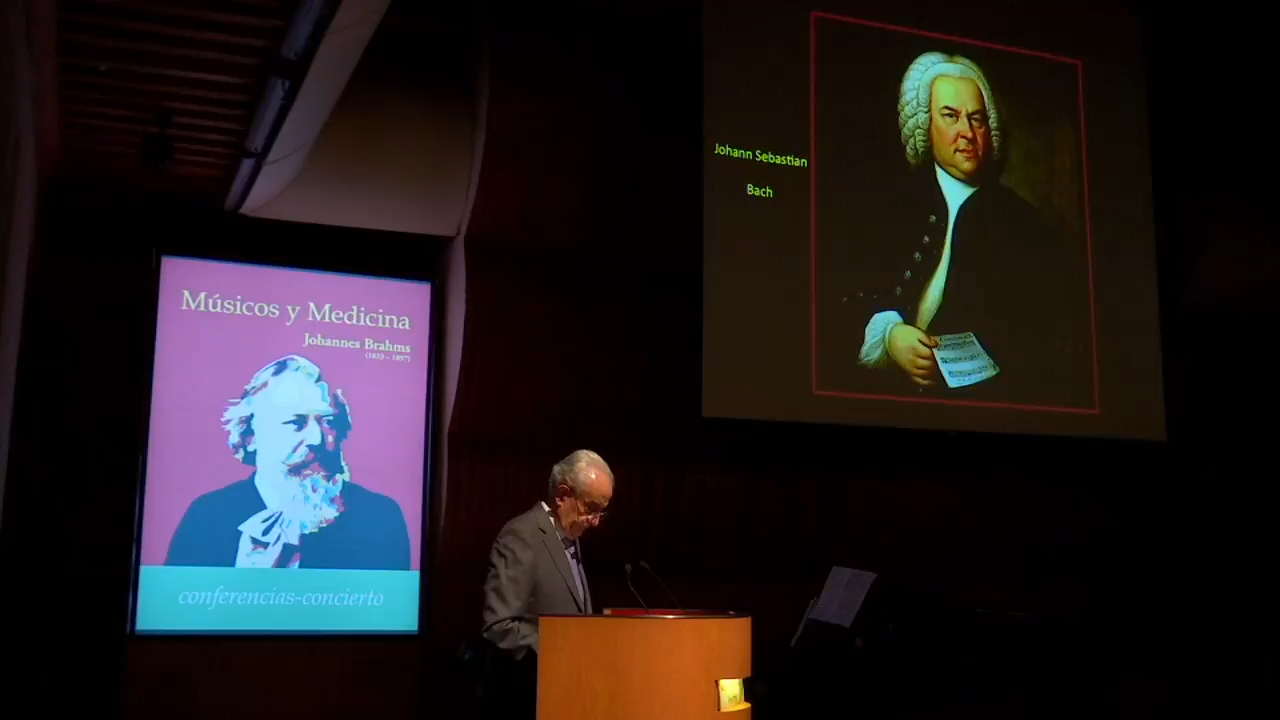 Músicos y Medicina
Johannes Brahms
(1833 - 1897)
conferencias-concierto
Johann Sebastian
Bach